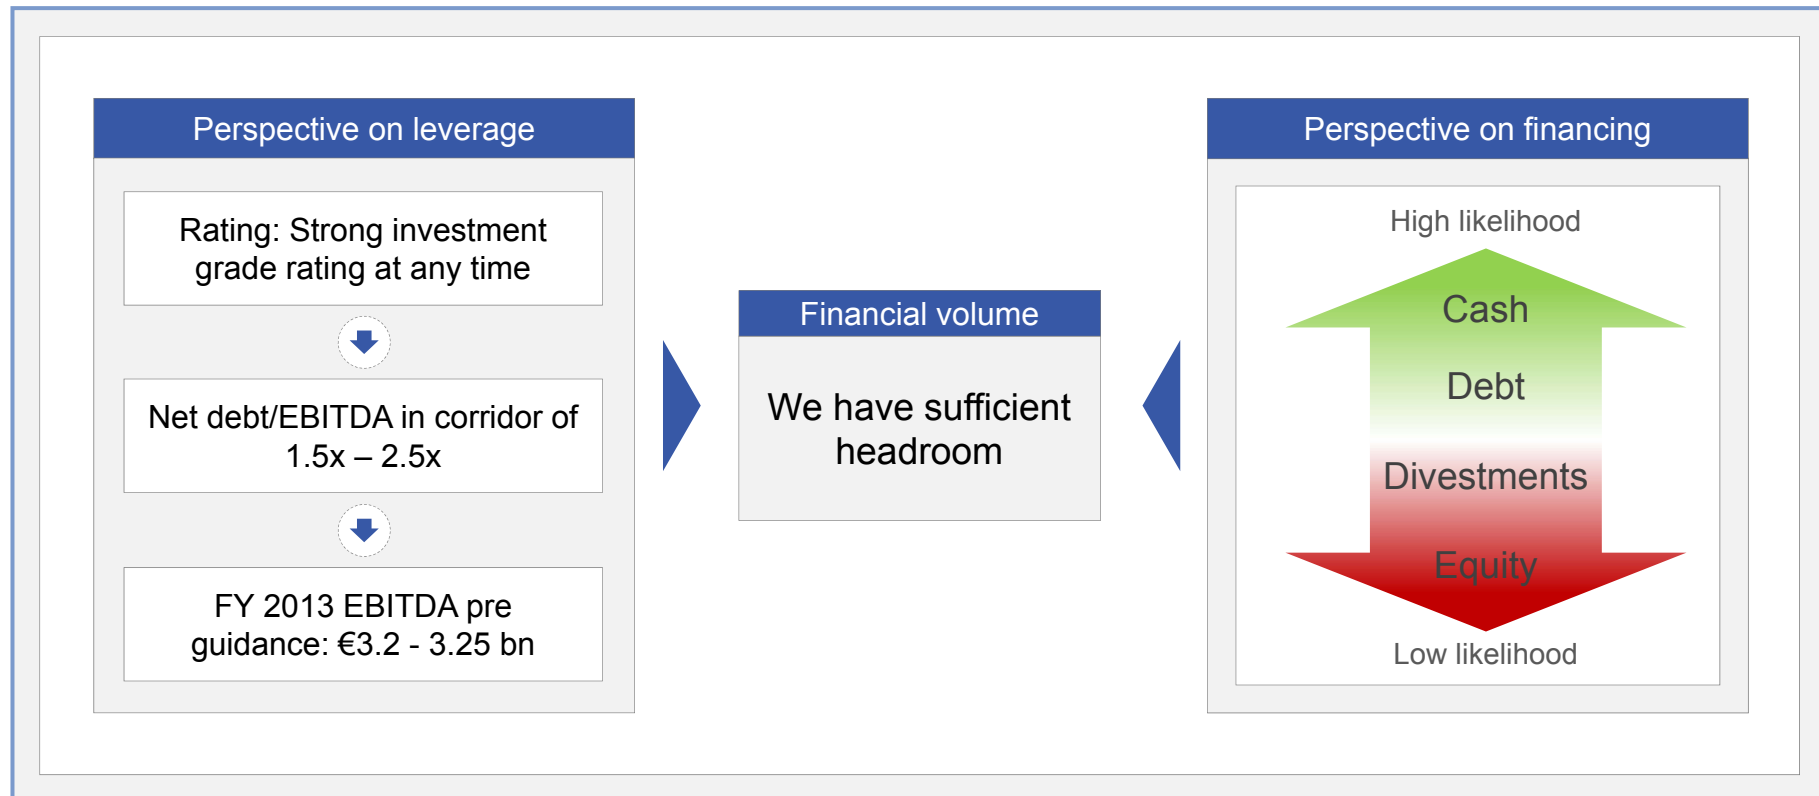 Perspective on leverage
Rating: Strong investment
grade rating at any time
Net debt/EBITDA in corridor of
1.5x – 2.5x
FY 2013 EBITDA pre
guidance: €3.2 - 3.25 bn
Financial volume
We have sufficient
headroom
Perspective on financing
High likelihood
Cash
Debt
Divestments
Equity
Low likelihood